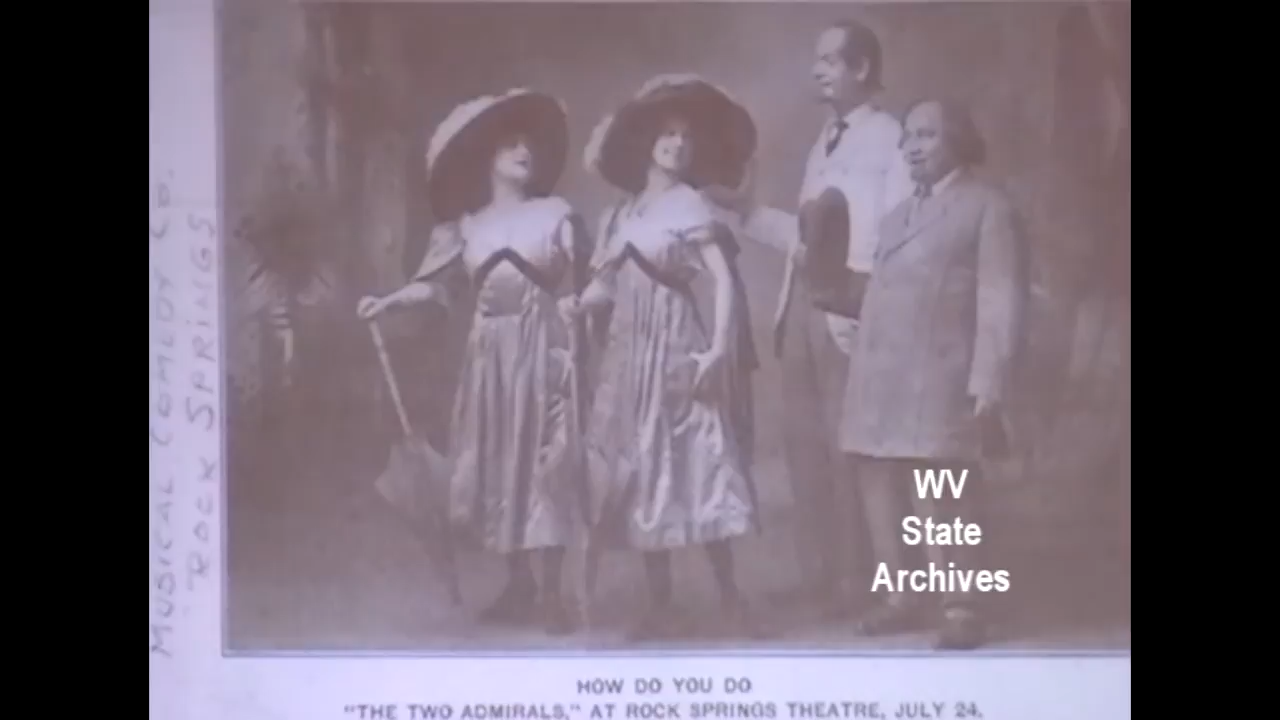 MUSICAL COMEDY CO.
ROCK SPRINGS
WV
State
Archives
HOW DO YOU DO
"THE TWO ADMIRALS," AT ROCK SPRINGS THEATRE, JULY 24.